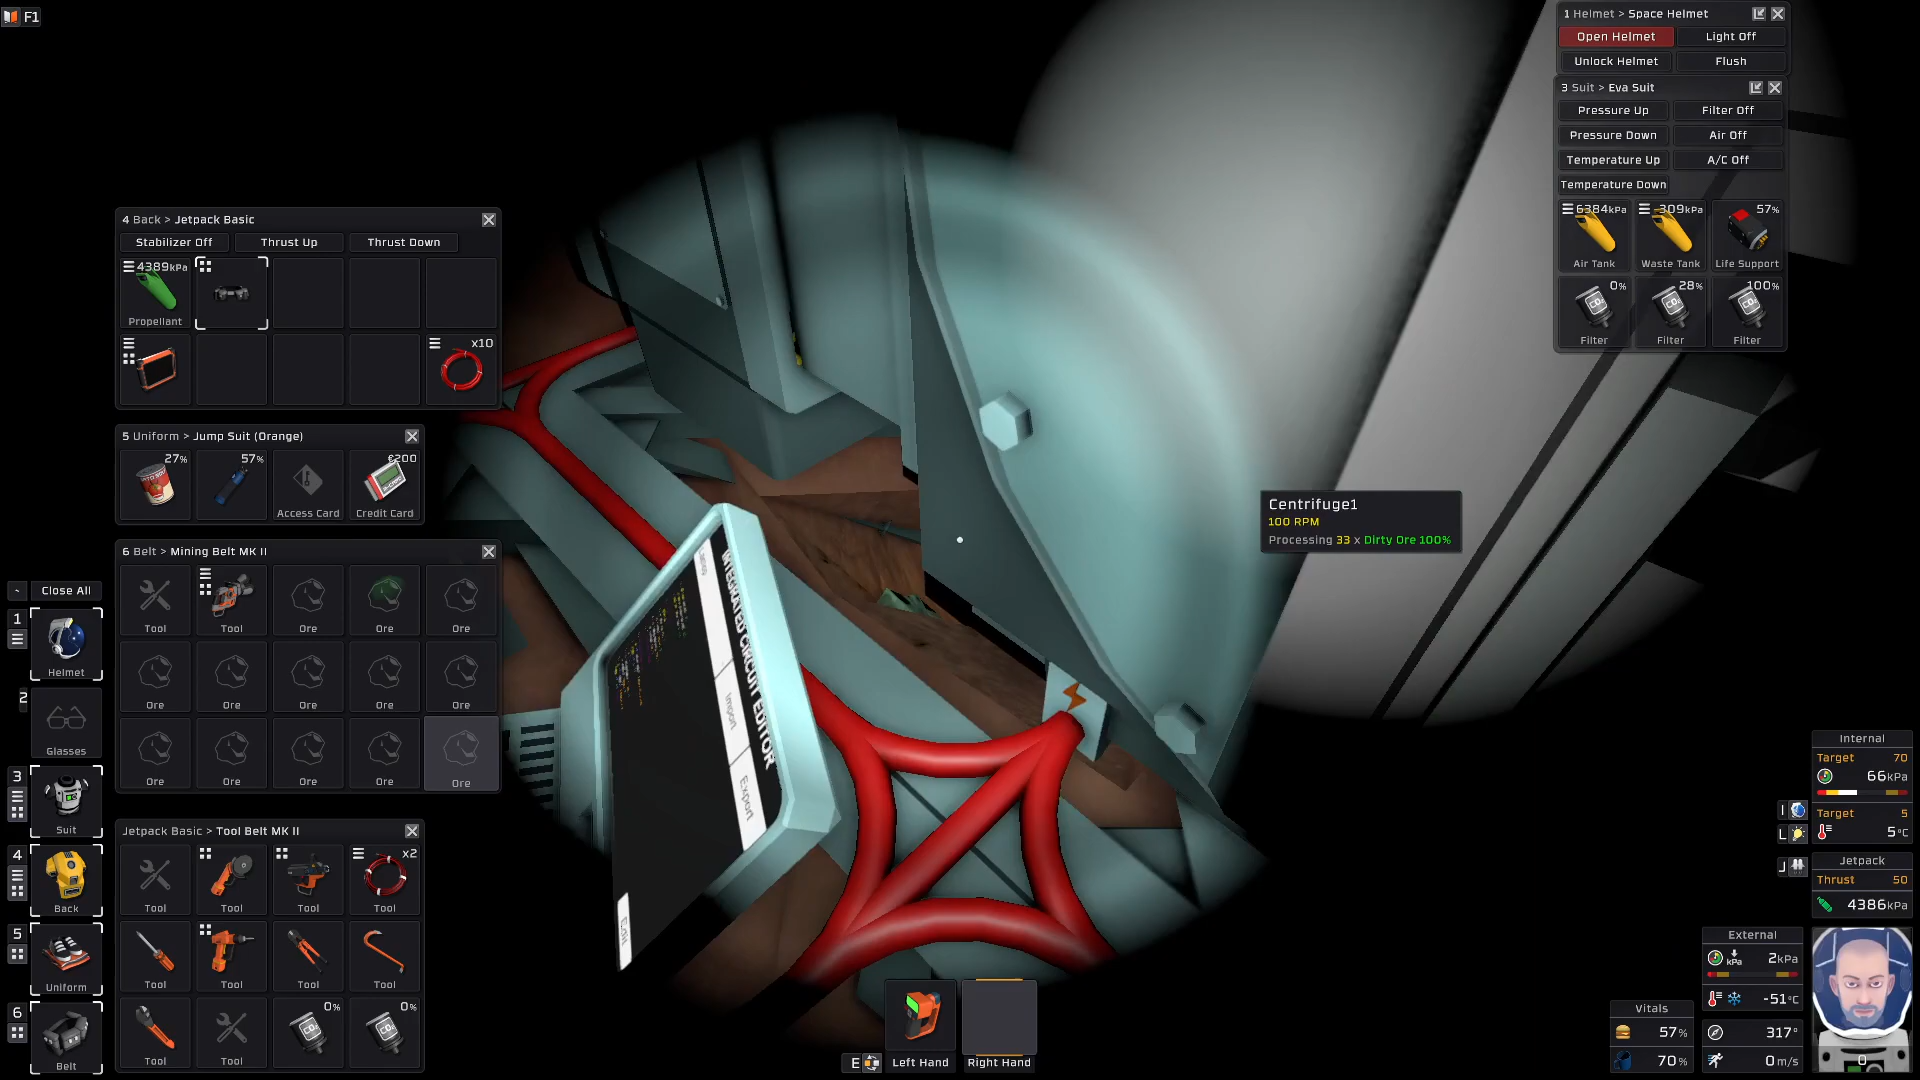 F1
1 Helmet > Space Helmet
Open Helmet
Light Off
Unlock Helmet
Flush
3 Suit > Eva Suit
Pressure Up
Filter Off
Pressure Down
Air Off
Temperature Up
A/C Off
Temperature Down
6384kPa
309kPa
57%
Air Tank
Waste Tank
Life Support
0%
28%
100%
Filter
Filter
Filter
4 Back > Jetpack Basic
Stabilizer Off
Thrust Up
Thrust Down
4389kPa
Propellant
x10
5 Uniform > Jump Suit (Orange)
27%
57%
€200
Access Card
Credit Card
6 Belt > Mining Belt MK II
Tool
Tool
Ore
Ore
Ore
Ore
Ore
Ore
Ore
Ore
Ore
Ore
Ore
Ore
Ore
Jetpack Basic > Tool Belt MK II
x2
Tool
Tool
Tool
Tool
Tool
Tool
Tool
Tool
0%
0%
Tool
Tool
~
Close All
1
Helmet
2
Glasses
3
Suit
4
Back
5
Uniform
6
Belt
INTEGRATED CIRCUIT EDITOR
Import
Export
Edit
Centrifuge1
100 RPM
Processing 33 x Dirty Ore 100%
E
Left Hand
Right Hand
Internal
Target 70
66kPa
Target 5
5°C
I
L
J
Jetpack
Thrust 50
4386kPa
External
kPa
2kPa
-51°C
317°
0m/s
Vitals
57%
70%
0